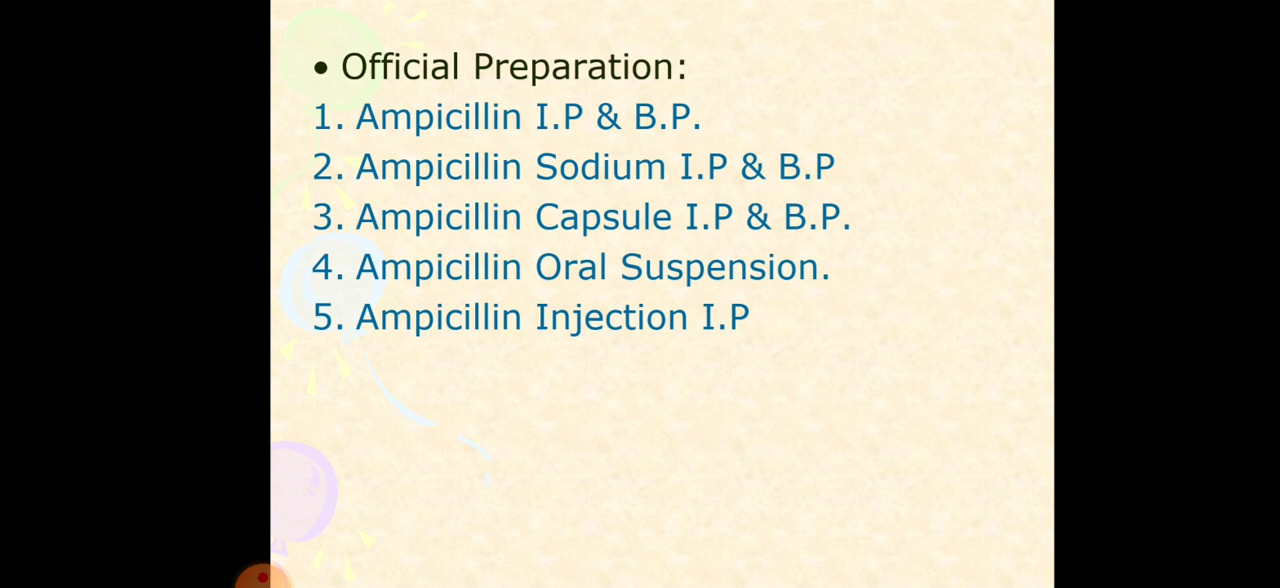 • Official Preparation:
1. Ampicillin I.P & B.P.
2. Ampicillin Sodium I.P & B.P
3. Ampicillin Capsule I.P & B.P.
4. Ampicillin Oral Suspension.
5. Ampicillin Injection I.P